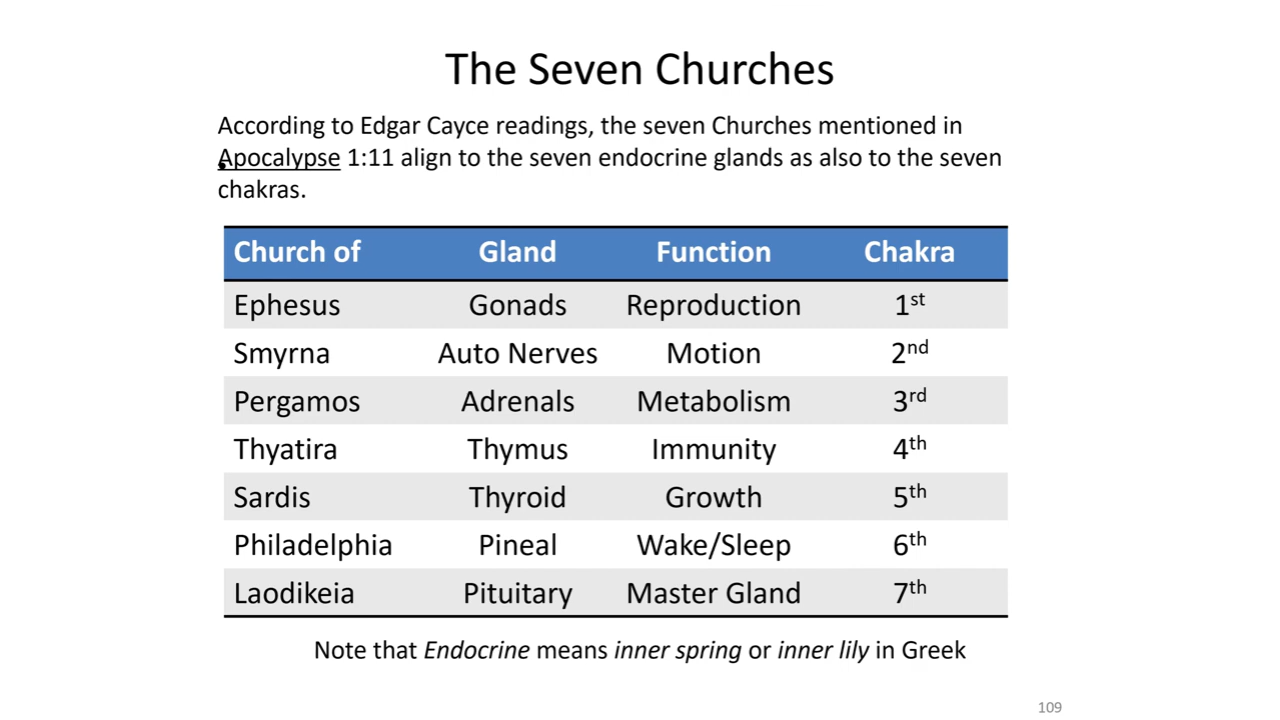 The Seven Churches
According to Edgar Cayce readings, the seven Churches mentioned in
Apocalypse 1:11 align to the seven endocrine glands as also to the seven
chakras.
Church of Gland Function Chakra
Ephesus Gonads Reproduction 1st
Smyrna Auto Nerves Motion 2nd
Pergamos Adrenals Metabolism 3rd
Thyatira Thymus Immunity 4th
Sardis Thyroid Growth 5th
Philadelphia Pineal Wake/Sleep 6th
Laodikeia Pituitary Master Gland 7th
Note that Endocrine means inner spring or inner lily in Greek
109